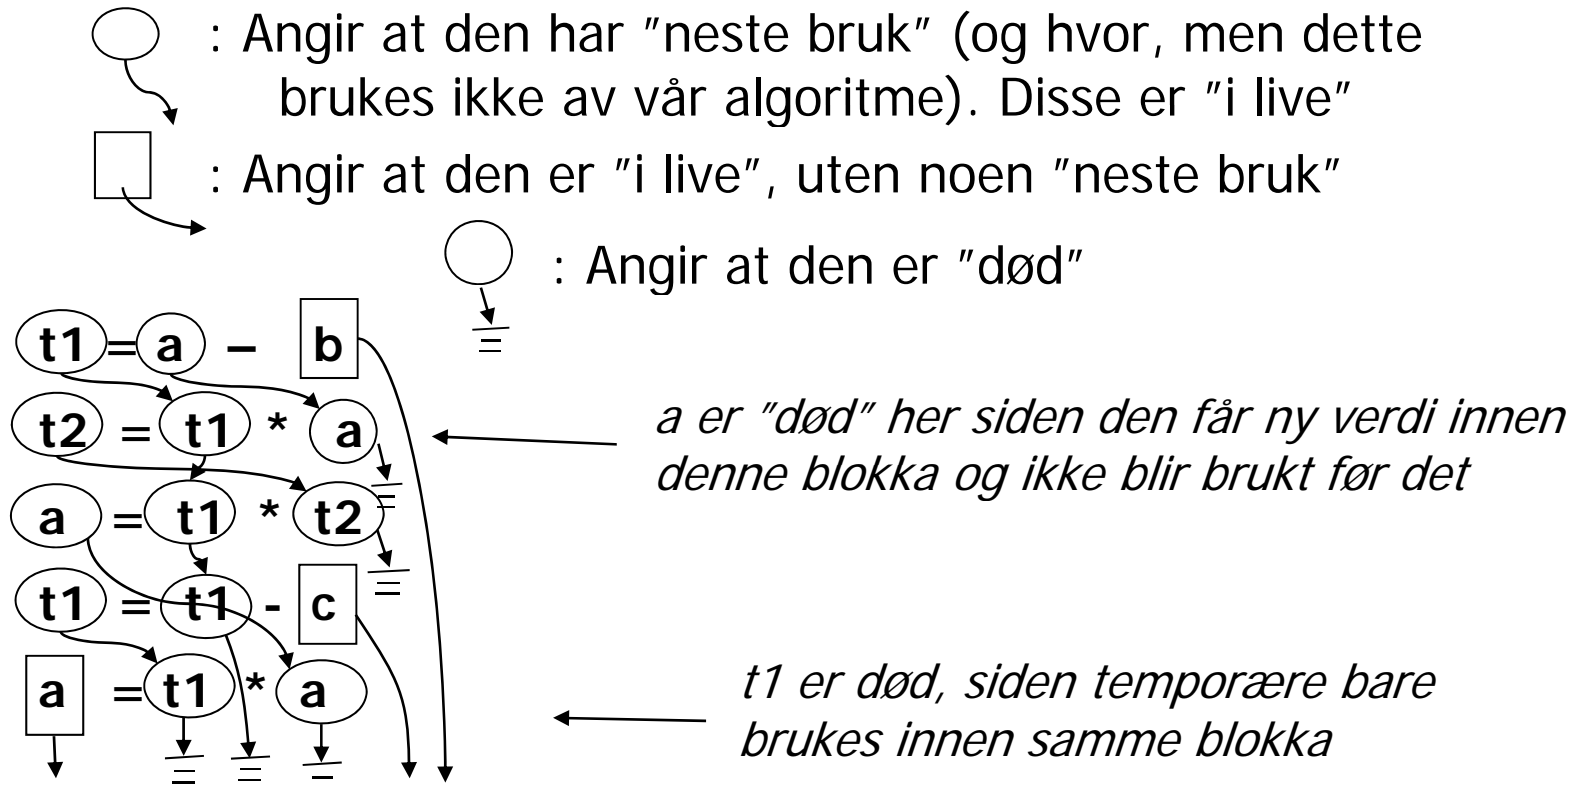 : Angir at den har "neste bruk" (og hvor, men dette
brukes ikke av vår algoritme). Disse er "i live"
: Angir at den er "i live", uten noen "neste bruk"
: Angir at den er "død"
t1 = a – b
t2 = t1 * a
a = t1 * t2
t1 = t1 - c
a = t1 * a
a er "død" her siden den får ny verdi innen
denne blokka og ikke blir brukt før det
t1 er død, siden temporære bare
brukes innen samme blokka